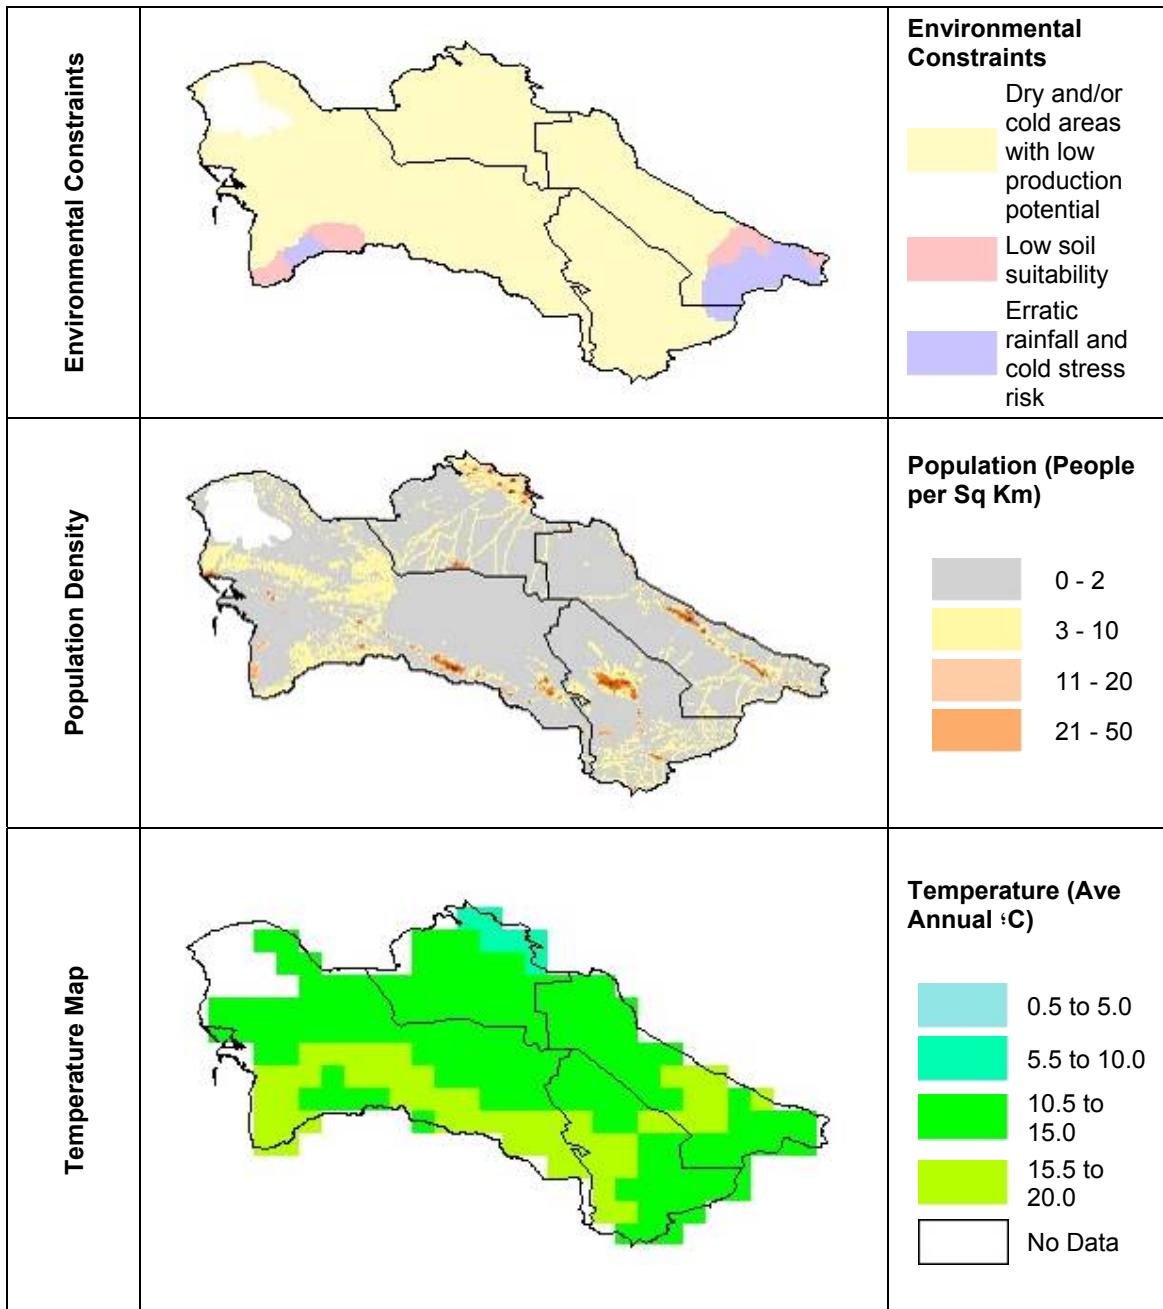 Environmental Constraints
Environmental
Constraints
Dry and/or
cold areas
with low
production
potential
Low soil
suitability
Erratic
rainfall and
cold stress
risk
Population Density
Population (People
per Sq Km)
0 - 2
3 - 10
11 - 20
21 - 50
Temperature Map
Temperature (Ave
Annual ؛C)
0.5 to 5.0
5.5 to 10.0
10.5 to
15.0
15.5 to
20.0
No Data